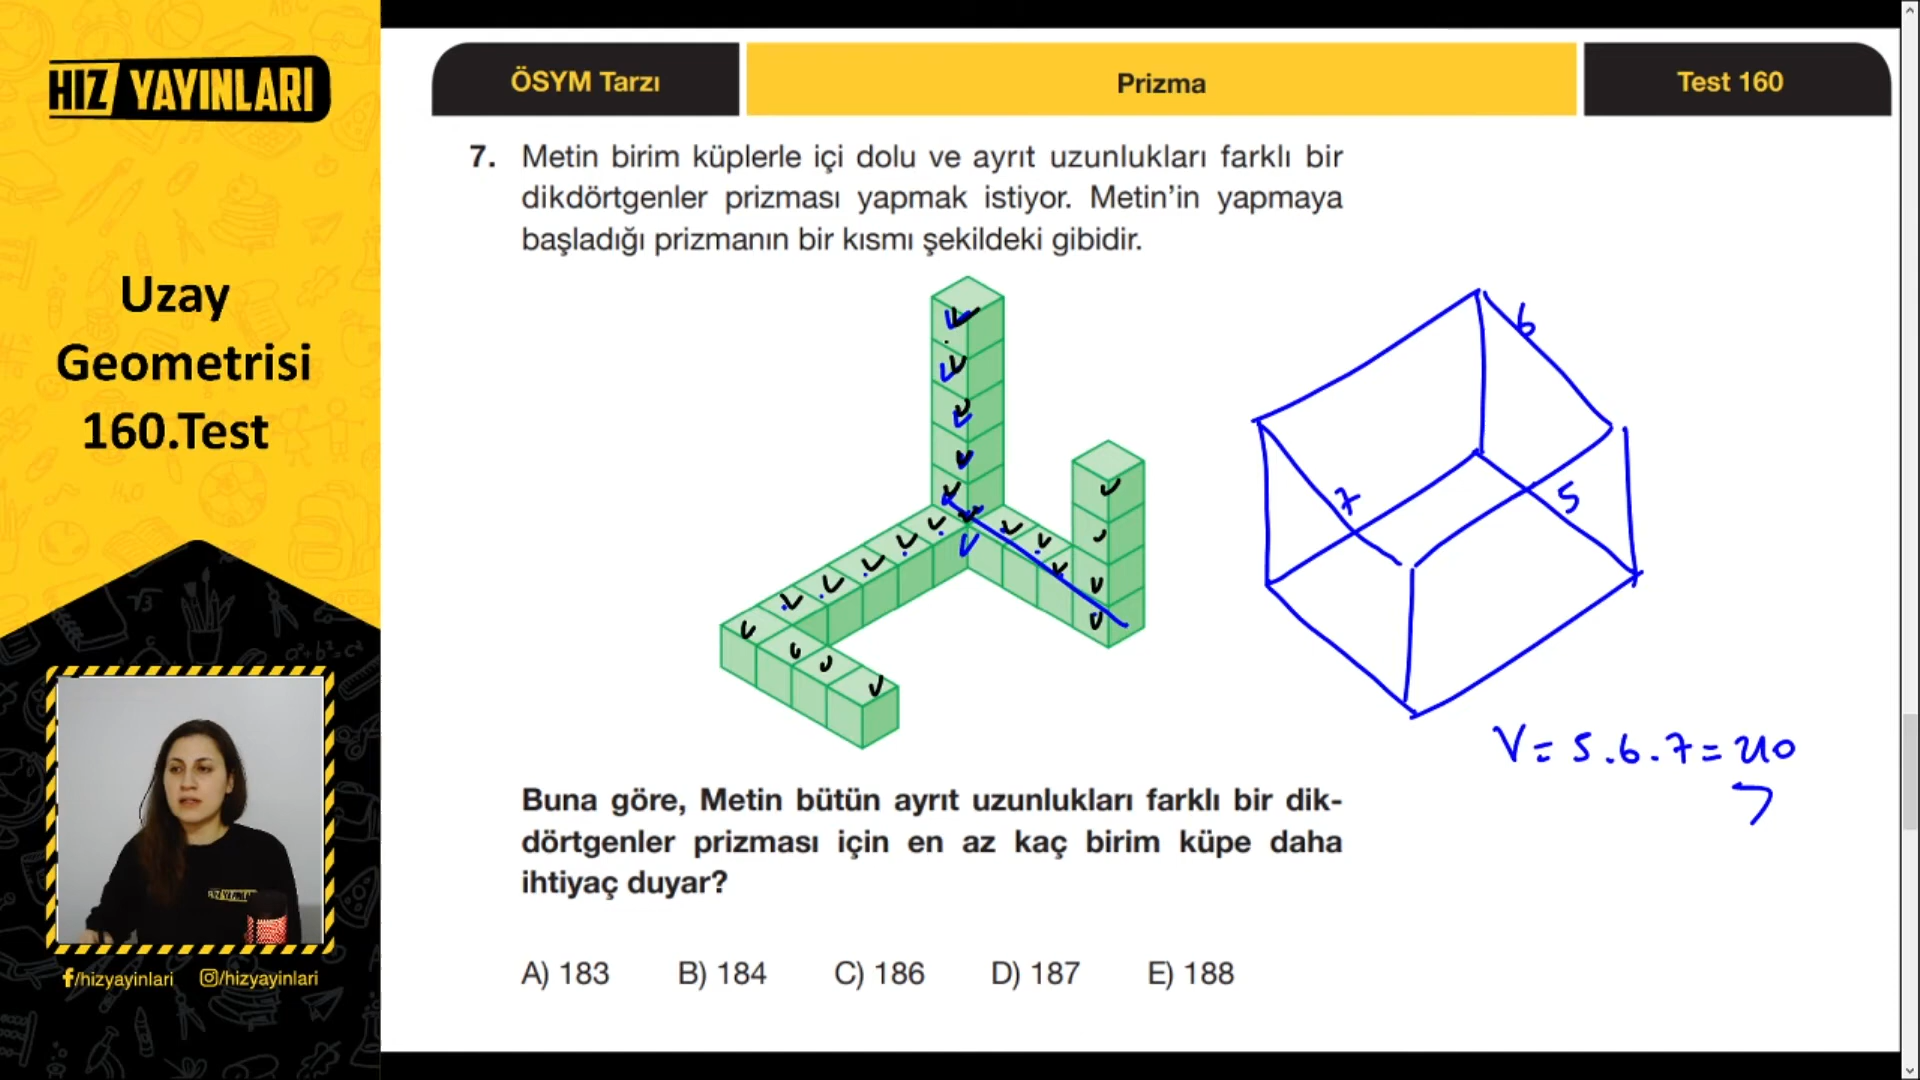 HIZ YAYINLARI
Uzay
Geometrisi
160.Test
/hizyayinlari /hizyayinlari
ÖSYM Tarzı
Prizma
Test 160
7. Metin birim küplerle içi dolu ve ayrıt uzunlukları farklı bir
dikdörtgenler prizması yapmak istiyor. Metin'in yapmaya
başladığı prizmanın bir kısmı şekildeki gibidir.
6
7
5
V = 5.6.7 = 210
Buna göre, Metin bütün ayrıt uzunlukları farklı bir dik-
dörtgenler prizması için en az kaç birim küpe daha
ihtiyaç duyar?
A) 183 B) 184 C) 186 D) 187 E) 188